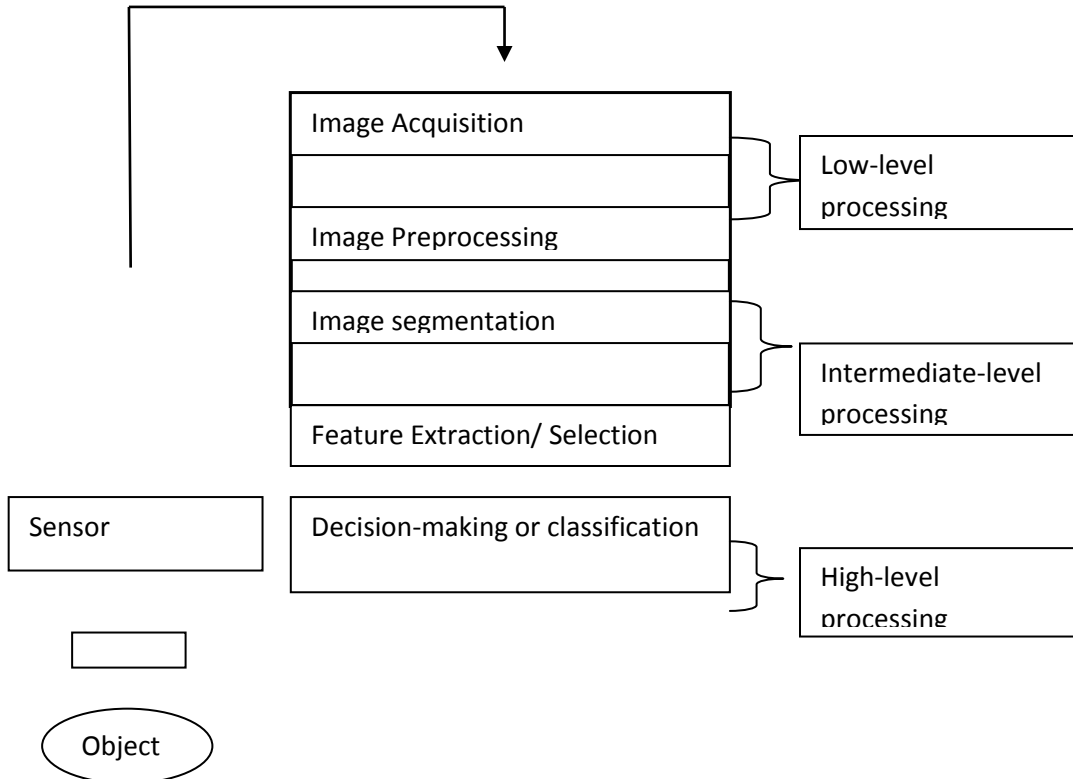 Image Acquisition
Low-level
processing
Image Preprocessing
Image segmentation
Intermediate-level
processing
Feature Extraction/ Selection
Sensor
Decision-making or classification
High-level
processing
Object